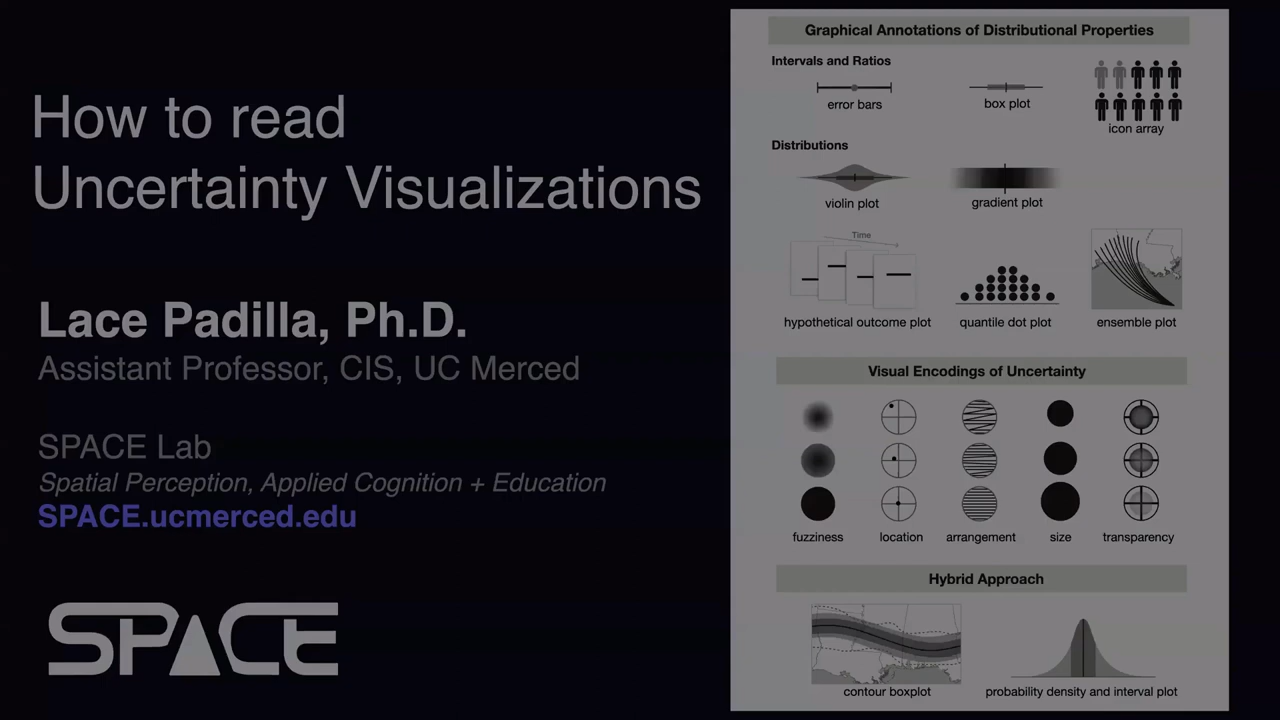 How to read
Uncertainty Visualizations
Lace Padilla, Ph.D.
Assistant Professor, CIS, UC Merced
SPACE Lab
Spatial Perception, Applied Cognition + Education
SPACE.ucmerced.edu
SPACE
Graphical Annotations of Distributional Properties
Intervals and Ratios
error bars
box plot
icon array
Distributions
violin plot
gradient plot
Time
hypothetical outcome plot
quantile dot plot
ensemble plot
Visual Encodings of Uncertainty
fuzziness
location
arrangement
size
transparency
Hybrid Approach
contour boxplot
probability density and interval plot